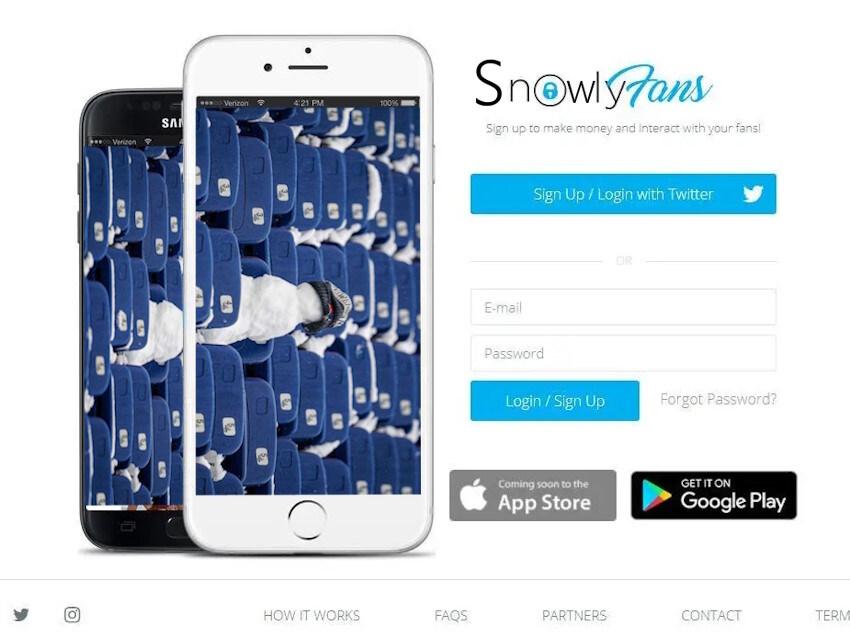 SnowlyFans
Sign up to make money and interact with your fans!
Sign Up / Login with Twitter
OR
E-mail
Password
Login / Sign Up
Forgot Password?
Coming soon to the
App Store
GET IT ON
Google Play
SAM
Verizon
Verizon
4:21 PM
100%
HOW IT WORKS
FAQS
PARTNERS
CONTACT
TERM